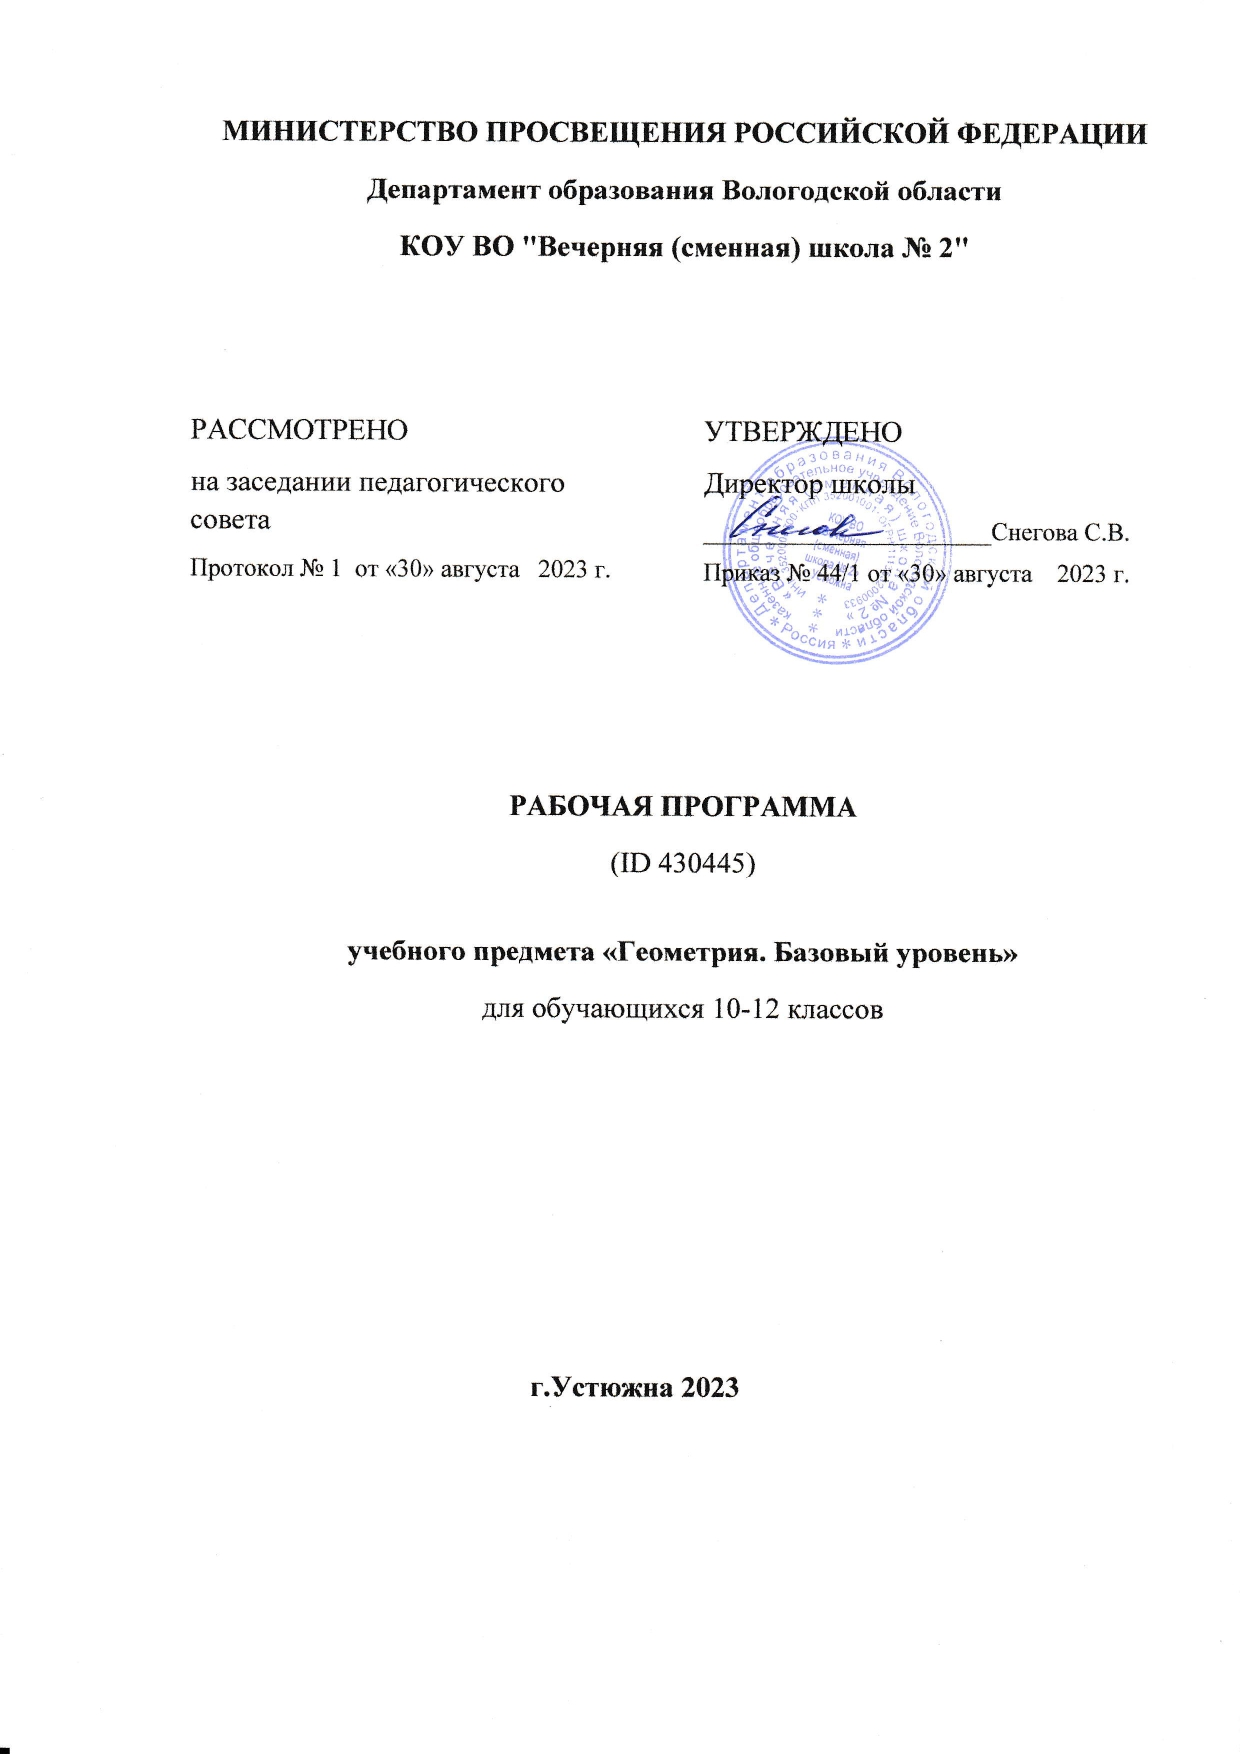 МИНИСТЕРСТВО ПРОСВЕЩЕНИЯ РОССИЙСКОЙ ФЕДЕРАЦИИ
Департамент образования Вологодской области
КОУ ВО "Вечерняя (сменная) школа № 2"
РАССМОТРЕНО
на заседании педагогического
совета
Протокол № 1 от «30» августа 2023 г.
УТВЕРЖДЕНО
Директор школы
Снегова С.В.
Приказ № 44/1 от «30» августа 2023 г.
РАБОЧАЯ ПРОГРАММА
(ID 430445)
учебного предмета «Геометрия. Базовый уровень»
для обучающихся 10-12 классов
г.Устюжна 2023